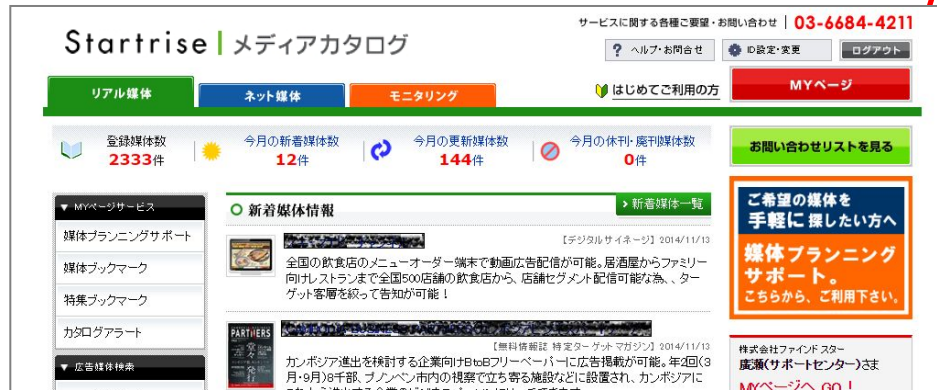 サービスに関する各種ご要望・お問い合わせ | 03-6684-4211
Startrise | メディアカタログ
? ヘルプ・お問合せ
ID設定・変更
ログアウト
リアル媒体
ネット媒体
モニタリング
はじめてご利用の方
MYページ
登録媒体数
2333件
今月の新着媒体数
12件
今月の更新媒体数
144件
今月の休刊・廃刊媒体数
0件
お問い合わせリストを見る
▼ MYページサービス
媒体プランニングサポート
媒体ブックマーク
特集ブックマーク
カタログアラート
▼ 広告媒体検索
新着媒体情報
新着媒体一覧
【デジタルサイネージ】 2014/11/13
全国の飲食店のメニューオーダー端末で動画広告配信が可能。居酒屋からファミリー
向けレストランまで全国500店舗の飲食店から、店舗セグメント配信可能な為、、ター
ゲット客層を絞って告知が可能！
PARTNERS
堂々
発行
【無料情報誌 特定ターゲットマガジン】 2014/11/13
カンボジア進出を検討する企業向けBtoBフリーペーパーに広告掲載が可能。年2回(3
月・9月)8千部、プノンペン市内の視察で立ち寄る施設などに設置され、カンボジアに
ご希望の媒体を
手軽に探したい方へ
媒体プランニング
サポート。
こちらから、ご利用下さい。
株式会社ファインドスター
廣瀬(サポートセンター)さま
MYページへ GO！